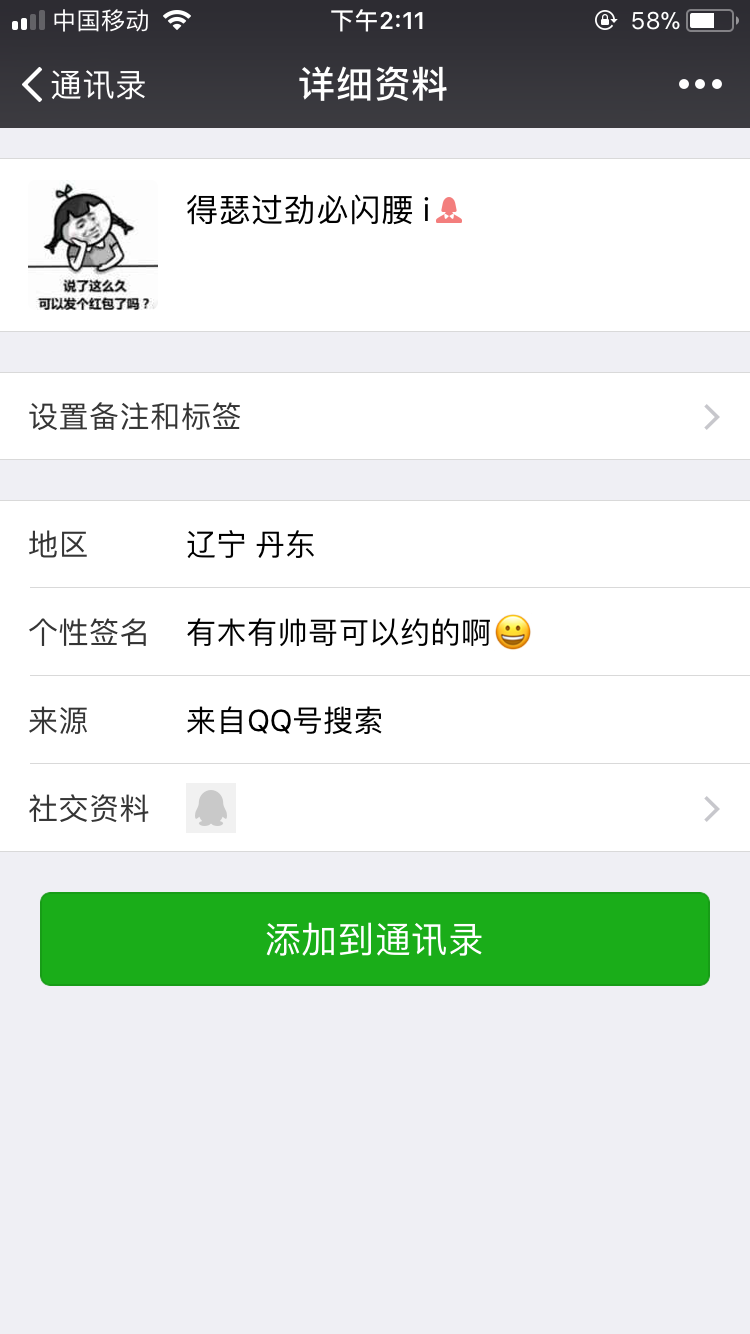 中国移动 下午2:11 58%
通讯录 详细资料
得瑟过劲必闪腰 i
说了这么久
可以发个红包了吗?
设置备注和标签
地区 辽宁 丹东
个性签名 有木有帅哥可以约的啊😀
来源 来自QQ号搜索
社交资料
添加到通讯录